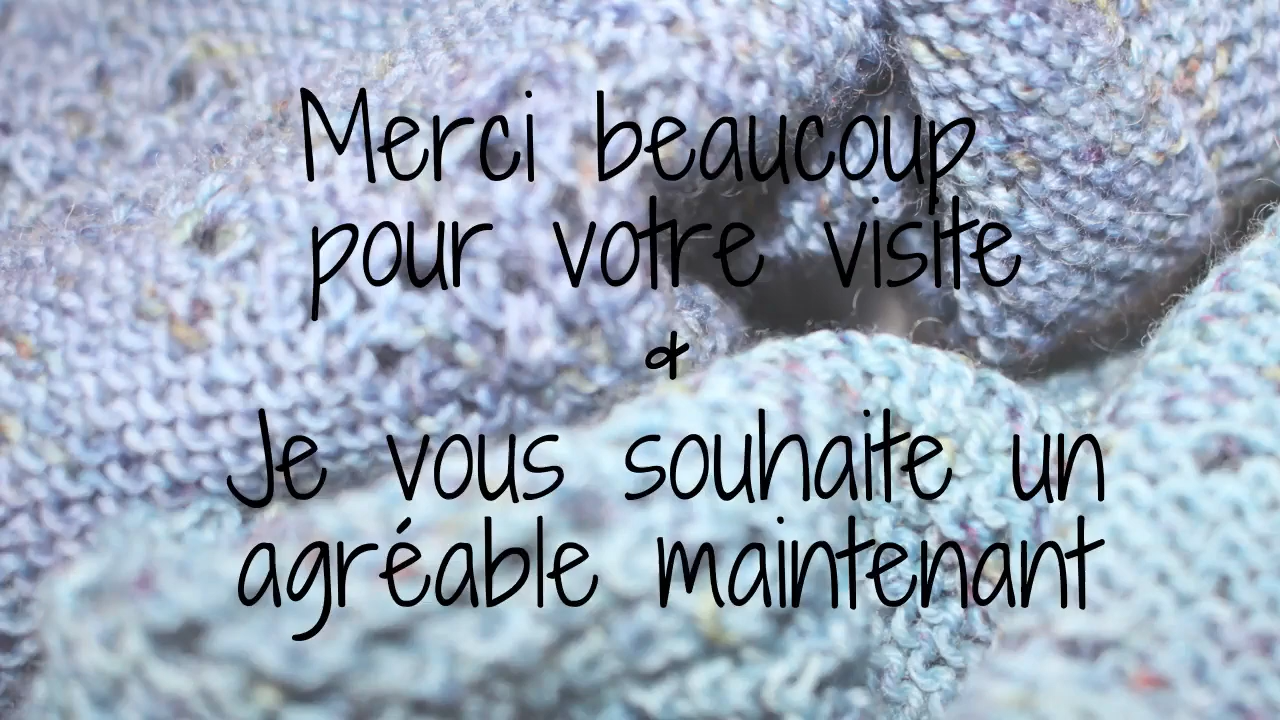 Merci beaucoup
pour votre visite
&
Je vous souhaite un
agréable maintenant